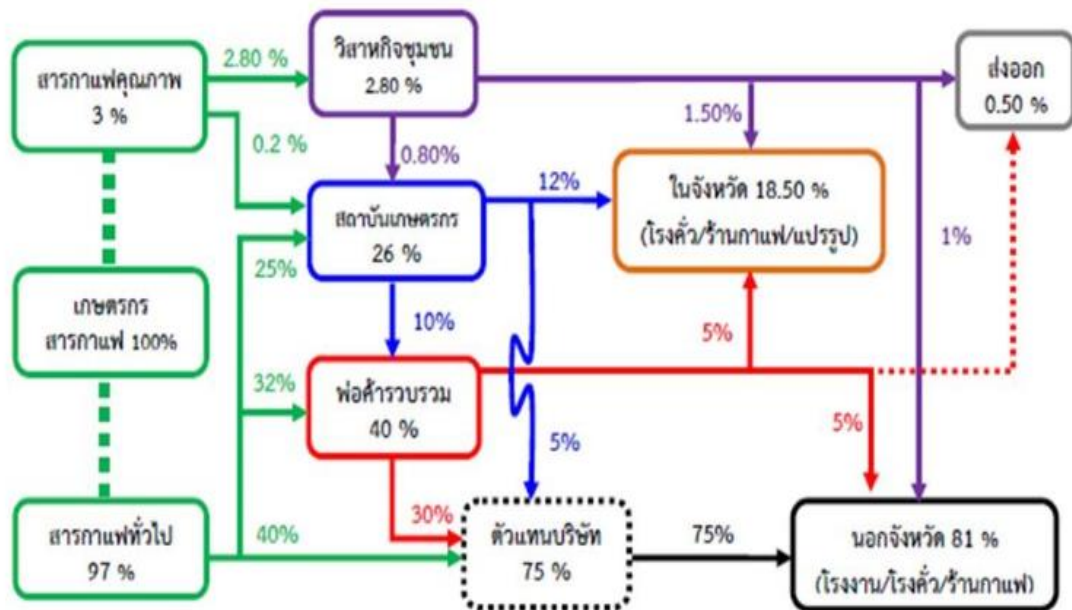 สารกาแฟคุณภาพ
3 %
2.80 %
วิสาหกิจชุมชน
2.80 %
ส่งออก
0.50 %
0.2 %
0.80%
1.50%
1%
สถาบันเกษตรกร
26 %
12%
ในจังหวัด 18.50 %
(โรงคั่ว/ร้านกาแฟ/แปรรูป)
25%
เกษตรกร
สารกาแฟ 100%
10%
5%
32%
พ่อค้ารวบรวม
40 %
5%
5%
สารกาแฟทั่วไป
97 %
40%
30%
ตัวแทนบริษัท
75 %
75%
นอกจังหวัด 81 %
(โรงงาน/โรงคั่ว/ร้านกาแฟ)